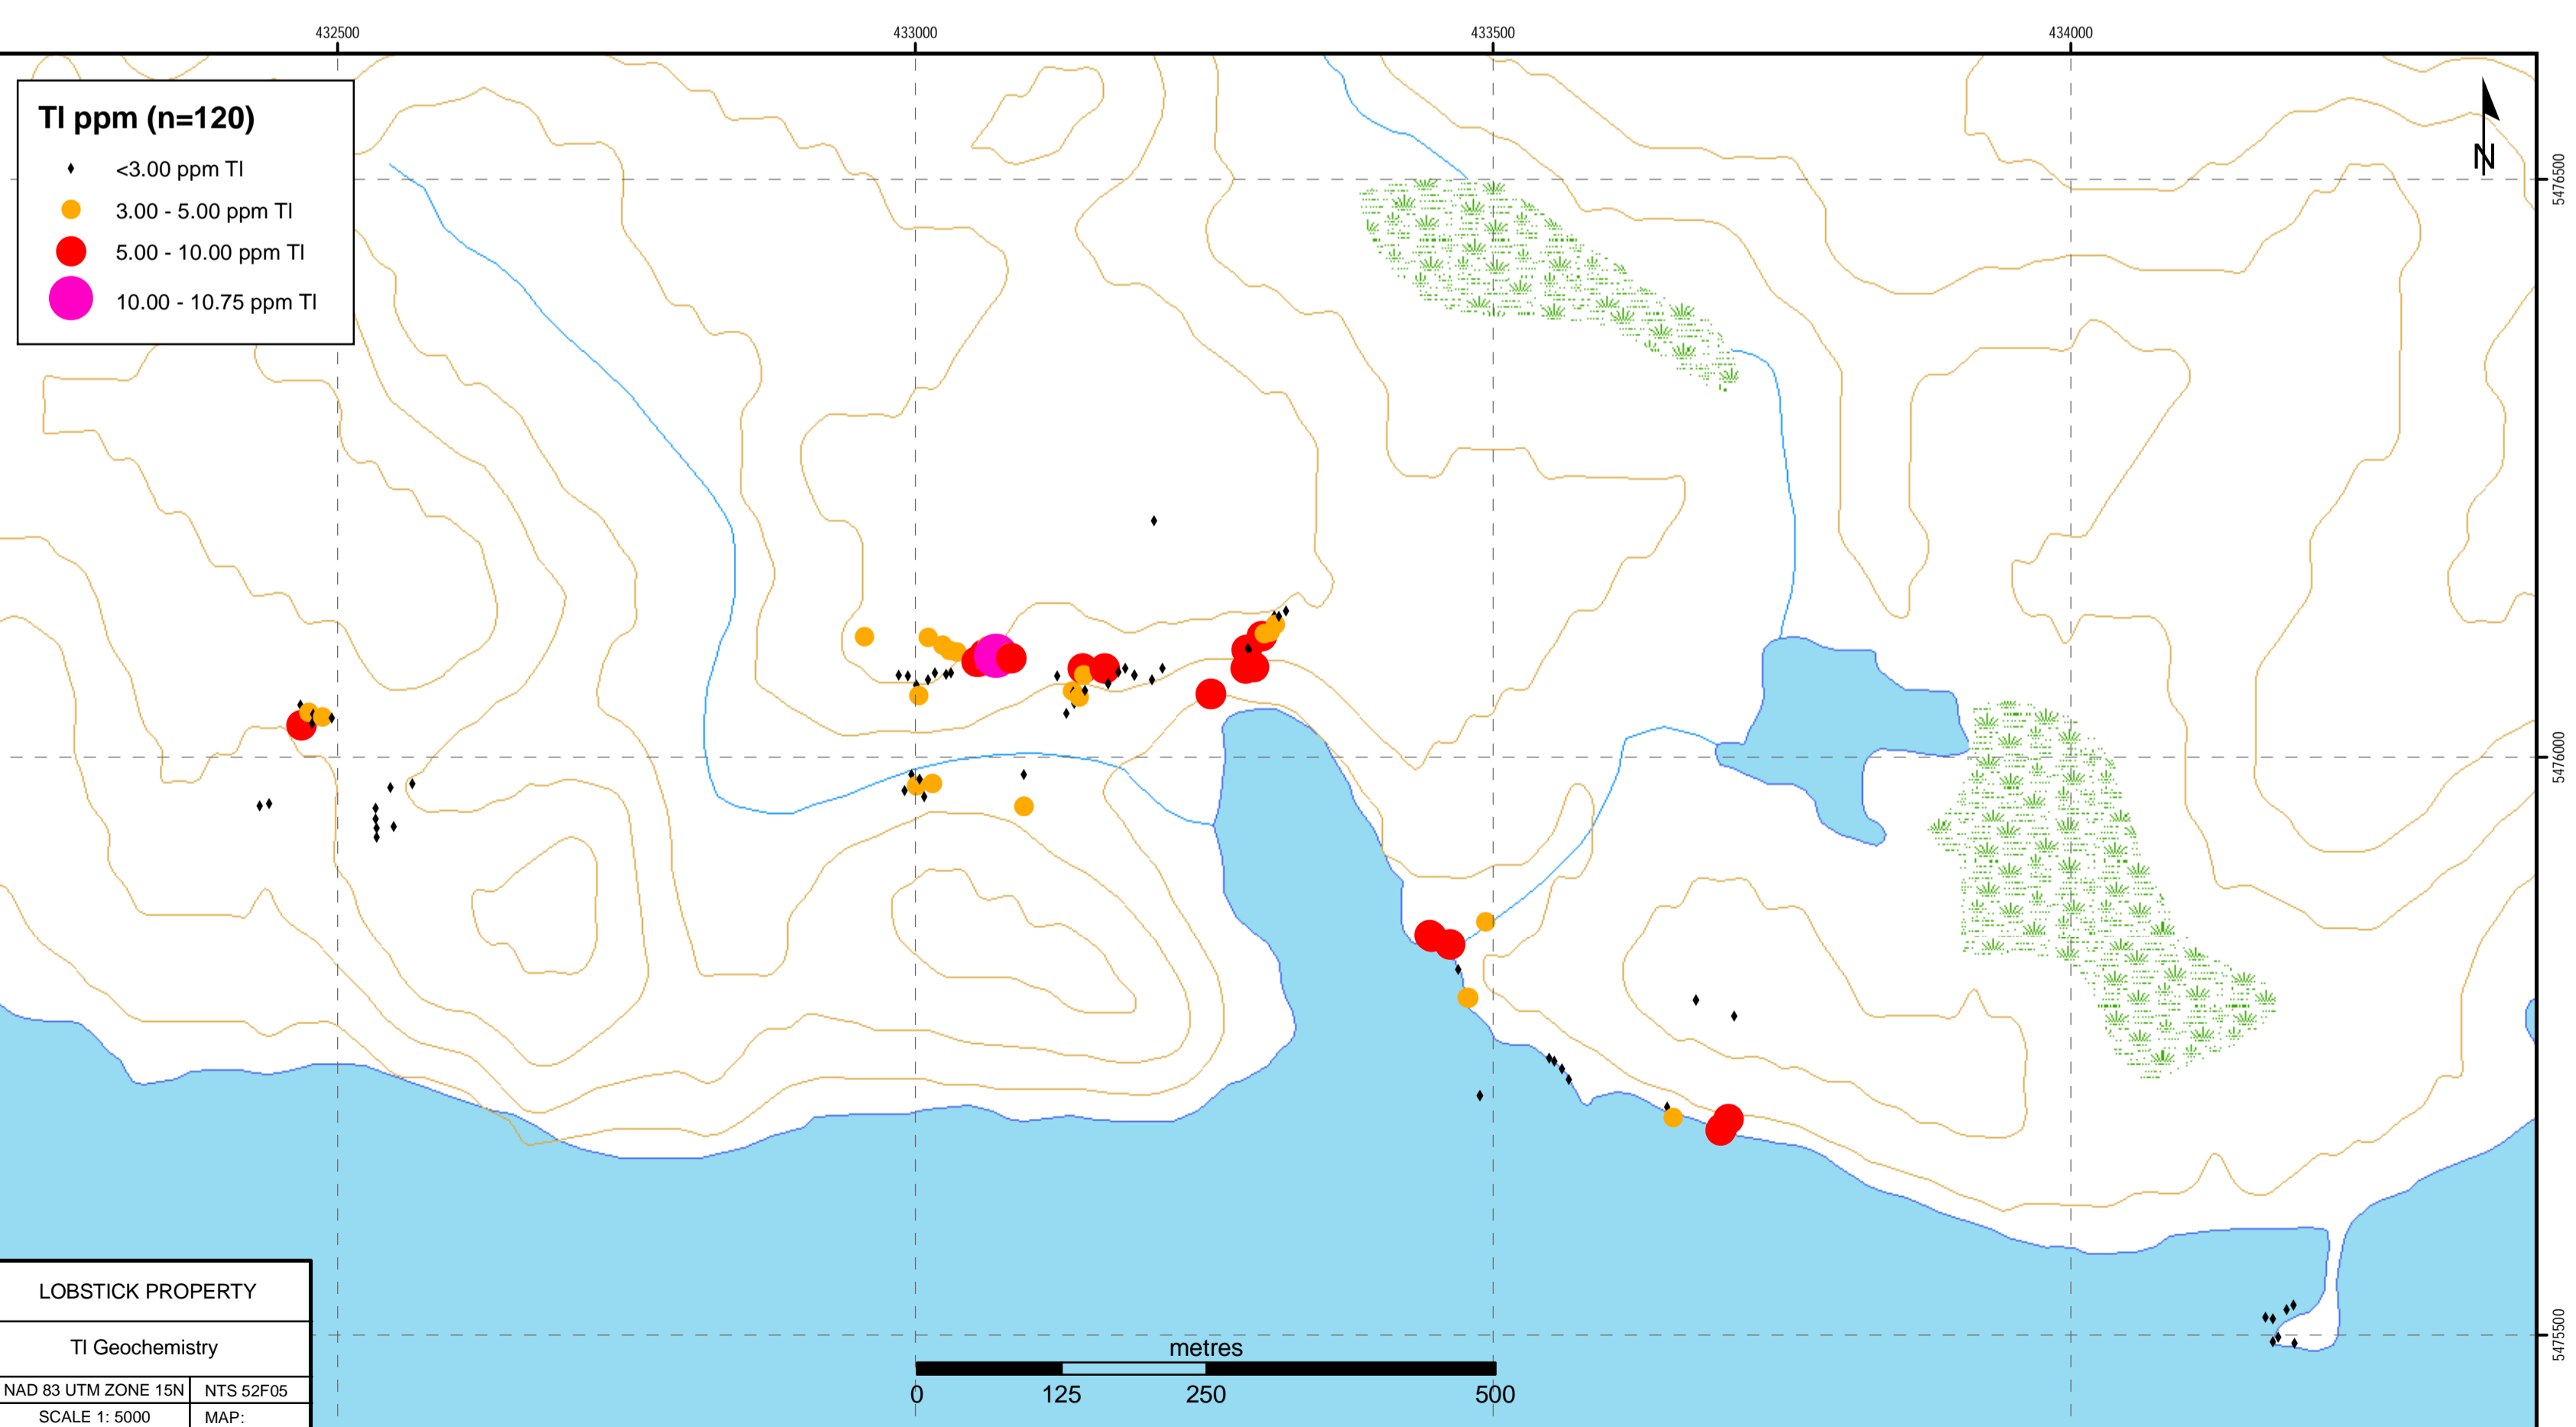 432500 433000 433500 434000
Tl ppm (n=120)
<3.00 ppm Tl
3.00 - 5.00 ppm Tl
5.00 - 10.00 ppm Tl
10.00 - 10.75 ppm Tl
N
5476500
5476000
5475500
metres
0 125 250 500
LOBSTICK PROPERTY
Tl Geochemistry
NAD 83 UTM ZONE 15N NTS 52F05
SCALE 1: 5000 MAP: